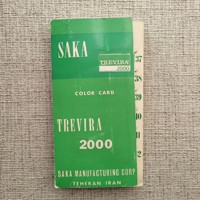 SAKA
TREVIRA
2000
COLOR CARD
TREVIRA
2000
SAKA MANUFACTURING CORP
TEHERAN IRAN